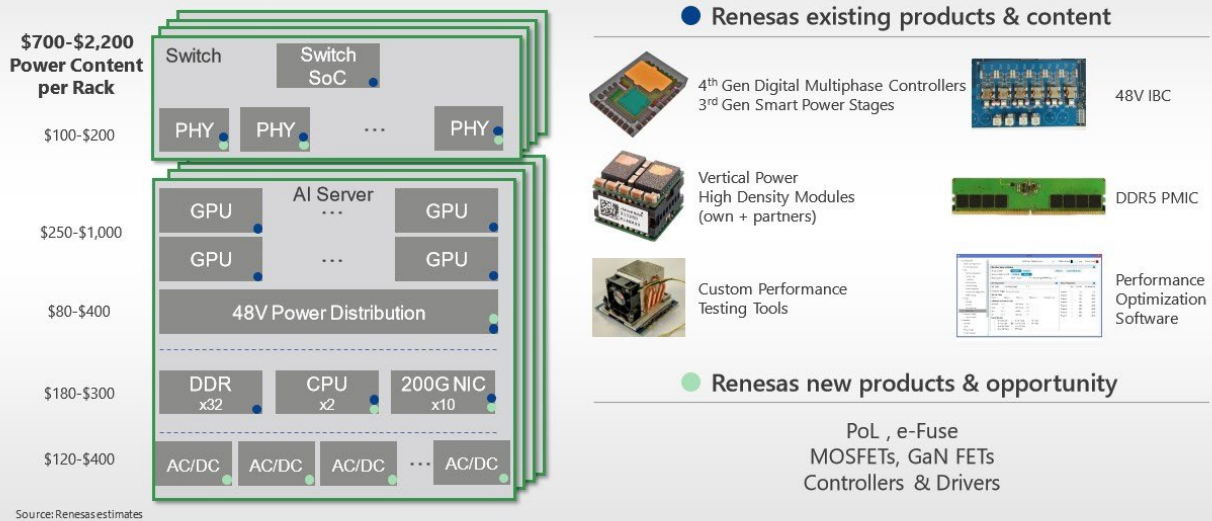 $700-$2,200
Power Content
per Rack
$100-$200
$250-$1,000
$80-$400
$180-$300
$120-$400
Switch
Switch
SoC
PHY
PHY
...
PHY
AI Server
GPU
...
GPU
GPU
...
GPU
48V Power Distribution
DDR
x32
CPU
x2
200G NIC
x10
AC/DC
AC/DC
AC/DC
...
AC/DC
Source: Renesas estimates
Renesas existing products & content
4th Gen Digital Multiphase Controllers
3rd Gen Smart Power Stages
48V IBC
Vertical Power
High Density Modules
(own + partners)
DDR5 PMIC
Custom Performance
Testing Tools
Performance
Optimization
Software
Renesas new products & opportunity
PoL , e-Fuse
MOSFETs, GaN FETs
Controllers & Drivers